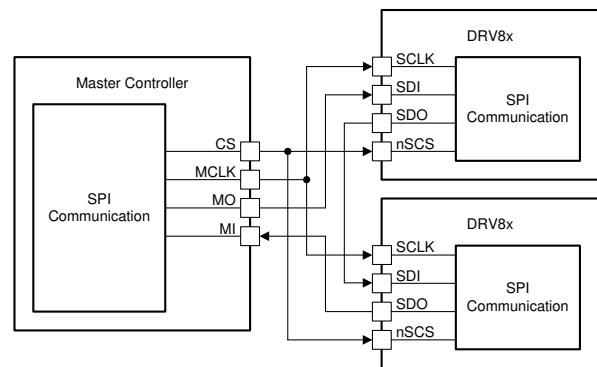 Master Controller
SPI
Communication
CS
MCLK
MO
MI
DRV8x
SCLK
SDI
SDO
nSCS
SPI
Communication
DRV8x
SCLK
SDI
SDO
nSCS
SPI
Communication